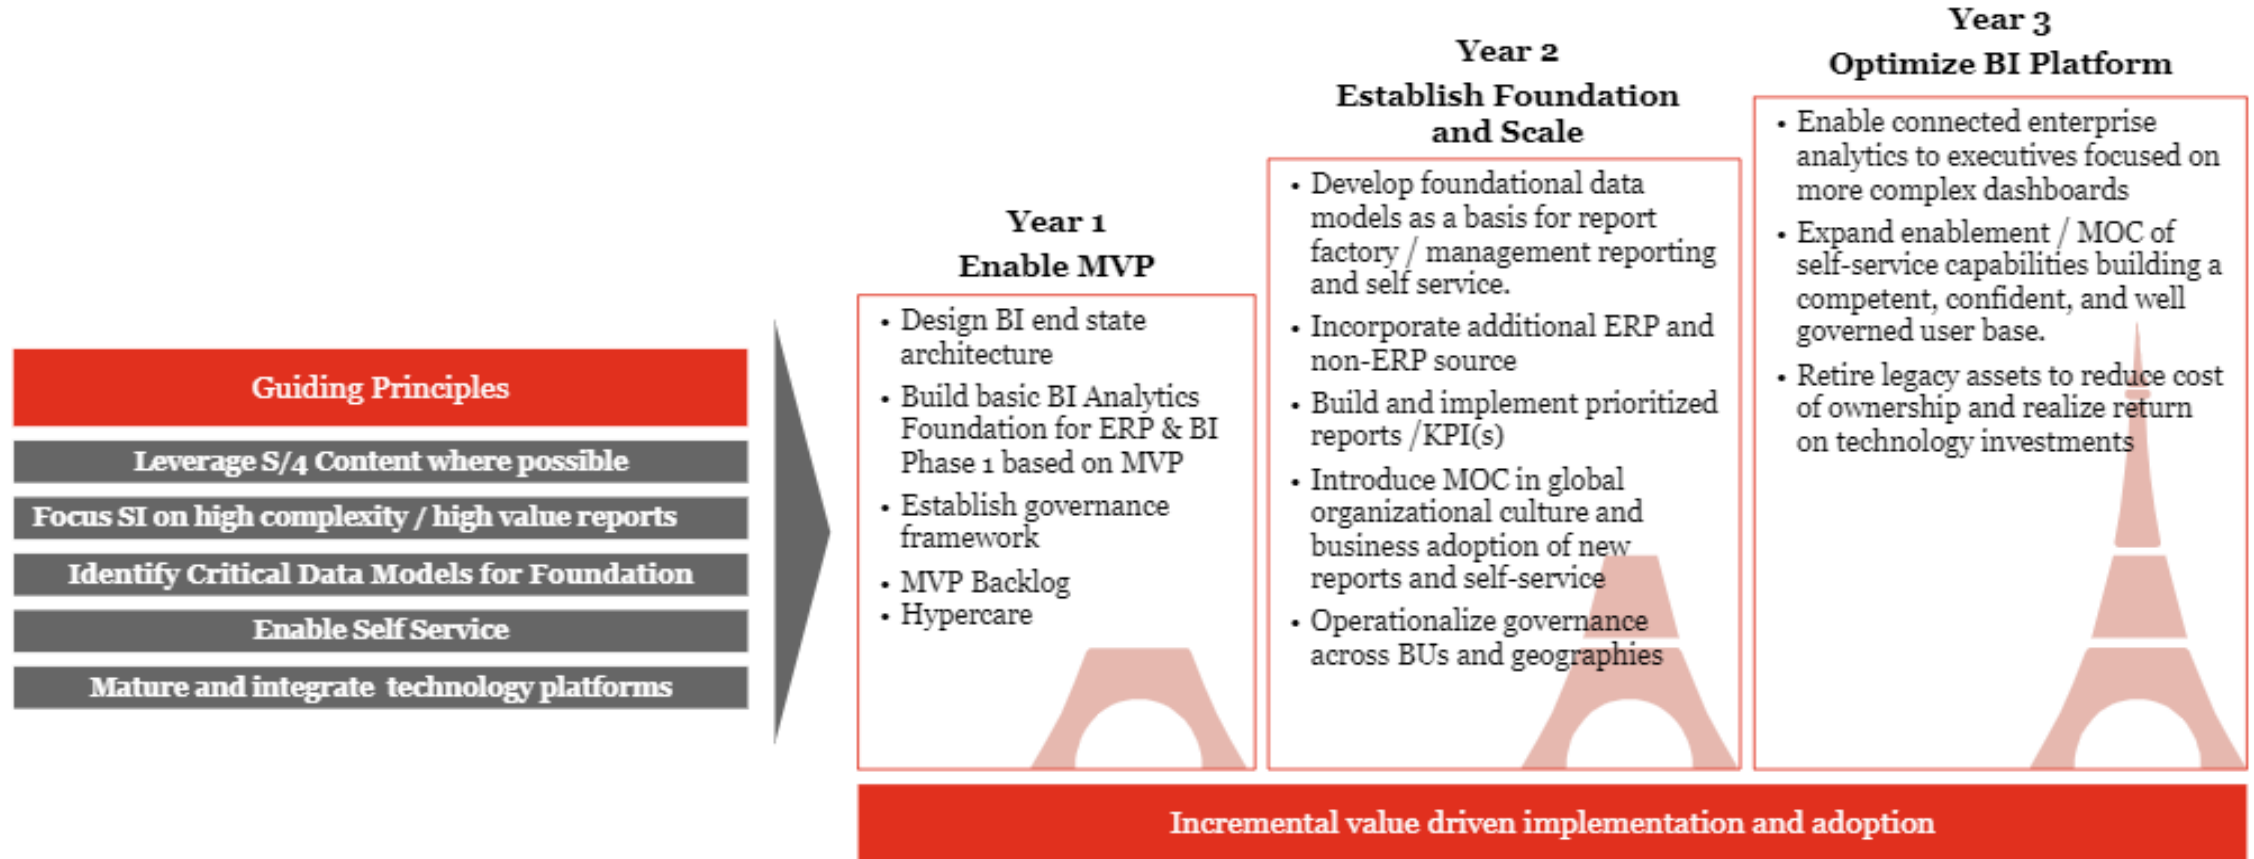 Guiding Principles
Leverage S/4 Content where possible
Focus SI on high complexity / high value reports
Identify Critical Data Models for Foundation
Enable Self Service
Mature and integrate technology platforms
Year 1
Enable MVP
• Design BI end state
architecture
• Build basic BI Analytics
Foundation for ERP & BI
Phase 1 based on MVP
• Establish governance
framework
• MVP Backlog
• Hypercare
Year 2
Establish Foundation
and Scale
• Develop foundational data
models as a basis for report
factory / management reporting
and self service.
• Incorporate additional ERP and
non-ERP source
• Build and implement prioritized
reports /KPI(s)
• Introduce MOC in global
organizational culture and
business adoption of new
reports and self-service
• Operationalize governance
across BUs and geographies
Year 3
Optimize BI Platform
• Enable connected enterprise
analytics to executives focused on
more complex dashboards
• Expand enablement / MOC of
self-service capabilities building a
competent, confident, and well
governed user base.
• Retire legacy assets to reduce cost
of ownership and realize return
on technology investments
Incremental value driven implementation and adoption